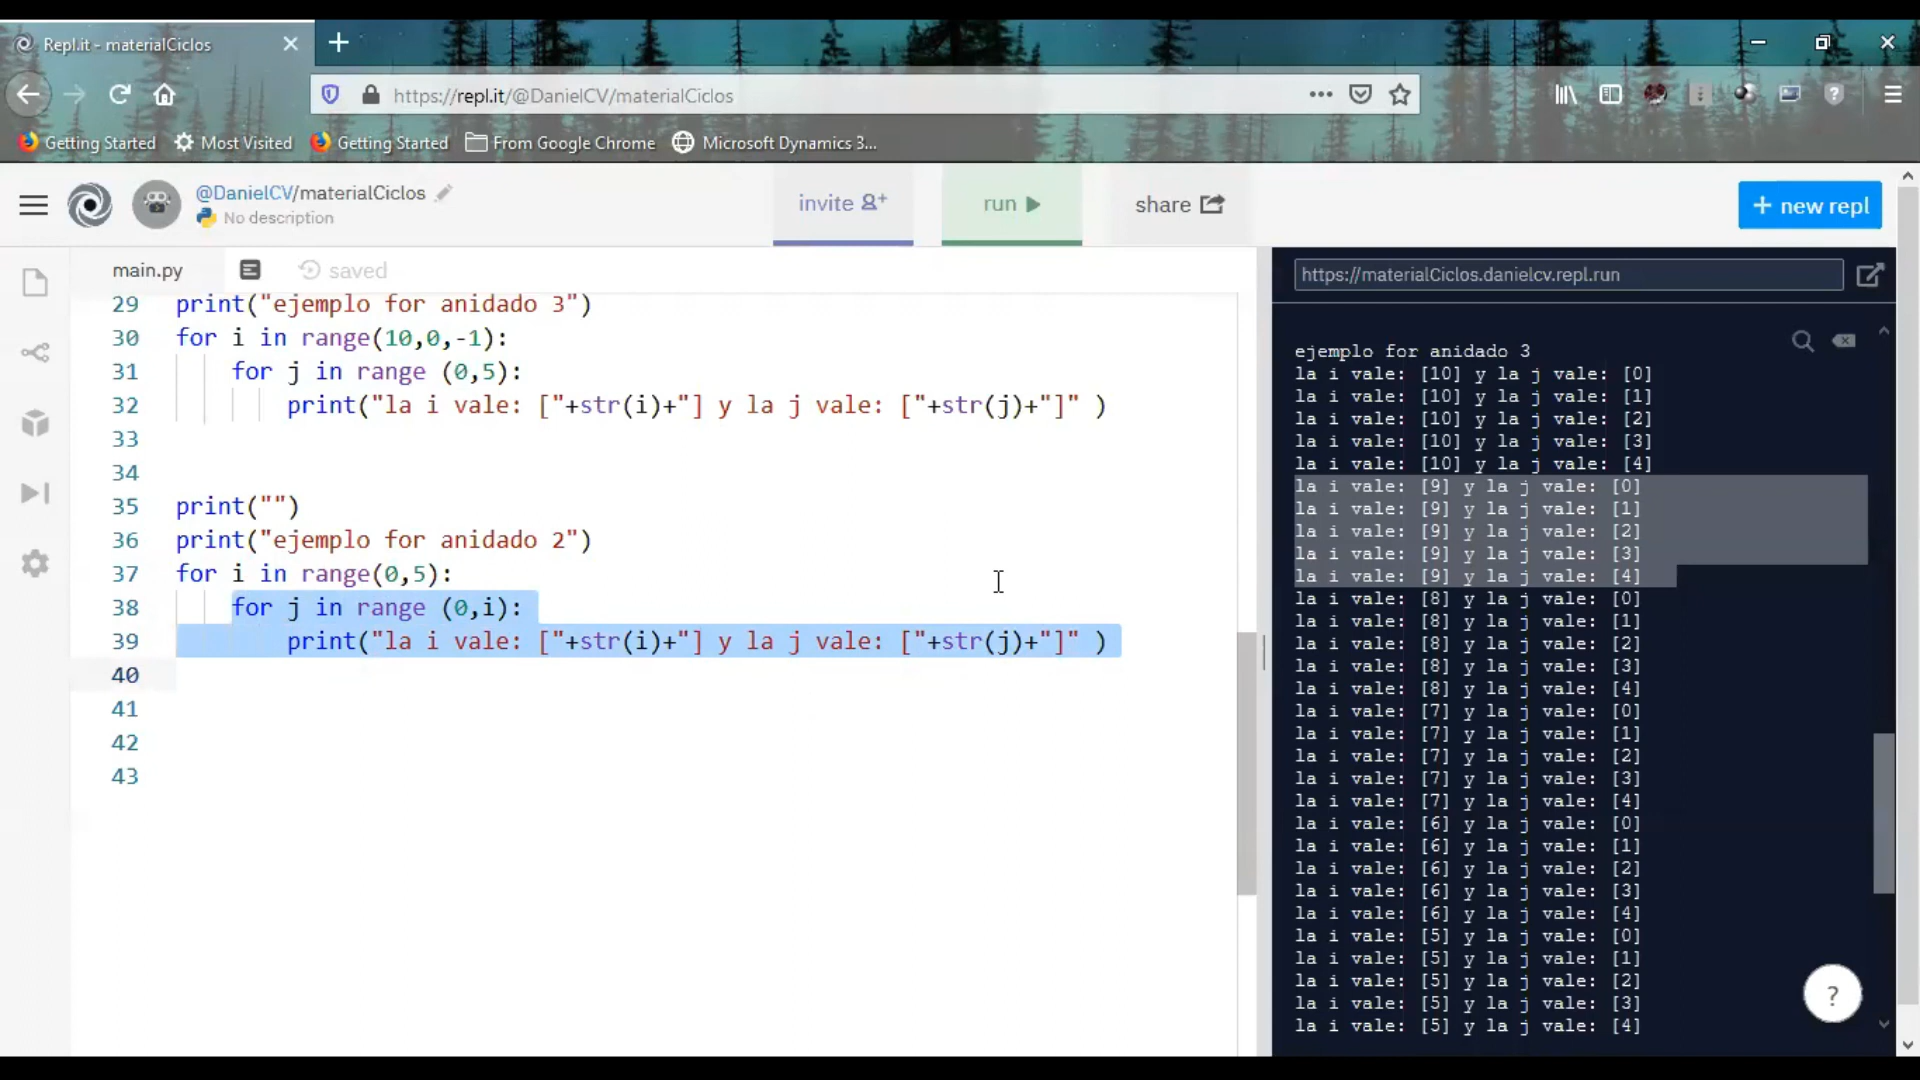 Repl.it - materialCiclos
https://repl.it/@DanielCV/materialCiclos
Getting Started
Most Visited
Getting Started
From Google Chrome
Microsoft Dynamics 3...
@DanielCV/materialCiclos
No description
invite
run
share
+ new repl
main.py
saved
29 print("ejemplo for anidado 3")
30 for i in range(10,0,-1):
31 for j in range (0,5):
32 print("la i vale: ["+str(i)+"] y la j vale: ["+str(j)+"]" )
33
34
35 print("")
36 print("ejemplo for anidado 2")
37 for i in range(0,5):
38 for j in range (0,i):
39 print("la i vale: ["+str(i)+"] y la j vale: ["+str(j)+"]" )
40
41
42
43
https://materialCiclos.danielcv.repl.run
ejemplo for anidado 3
la i vale: [10] y la j vale: [0]
la i vale: [10] y la j vale: [1]
la i vale: [10] y la j vale: [2]
la i vale: [10] y la j vale: [3]
la i vale: [10] y la j vale: [4]
la i vale: [9] y la j vale: [0]
la i vale: [9] y la j vale: [1]
la i vale: [9] y la j vale: [2]
la i vale: [9] y la j vale: [3]
la i vale: [9] y la j vale: [4]
la i vale: [8] y la j vale: [0]
la i vale: [8] y la j vale: [1]
la i vale: [8] y la j vale: [2]
la i vale: [8] y la j vale: [3]
la i vale: [8] y la j vale: [4]
la i vale: [7] y la j vale: [0]
la i vale: [7] y la j vale: [1]
la i vale: [7] y la j vale: [2]
la i vale: [7] y la j vale: [3]
la i vale: [7] y la j vale: [4]
la i vale: [6] y la j vale: [0]
la i vale: [6] y la j vale: [1]
la i vale: [6] y la j vale: [2]
la i vale: [6] y la j vale: [3]
la i vale: [6] y la j vale: [4]
la i vale: [5] y la j vale: [0]
la i vale: [5] y la j vale: [1]
la i vale: [5] y la j vale: [2]
la i vale: [5] y la j vale: [3]
la i vale: [5] y la j vale: [4]
?